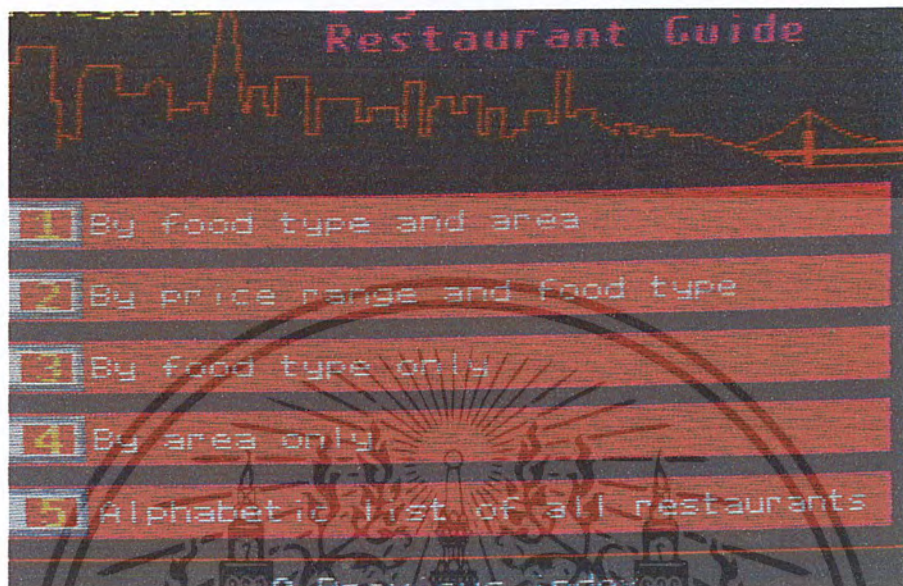 Restaurant Guide
1 By food type and area
2 By price range and food type
3 By food type only
4 By area only
5 Alphabetic list of all restaurants